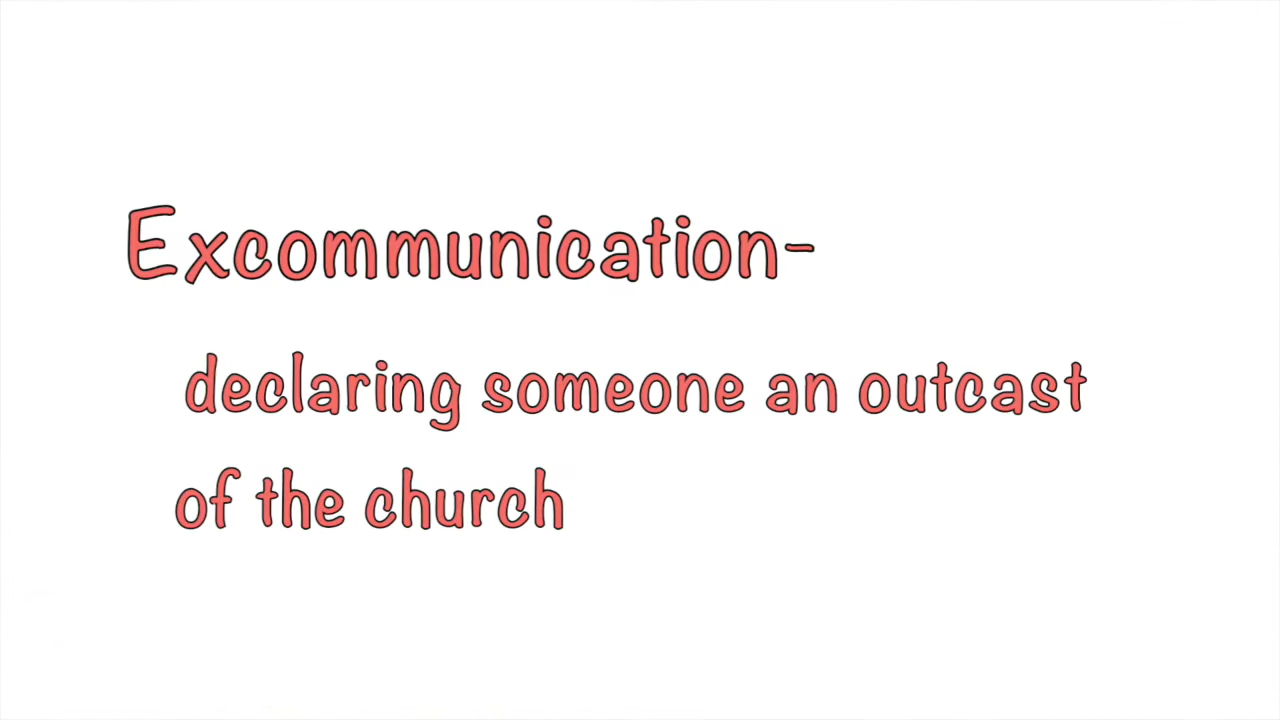 Excommunication-
declaring someone an outcast
of the church